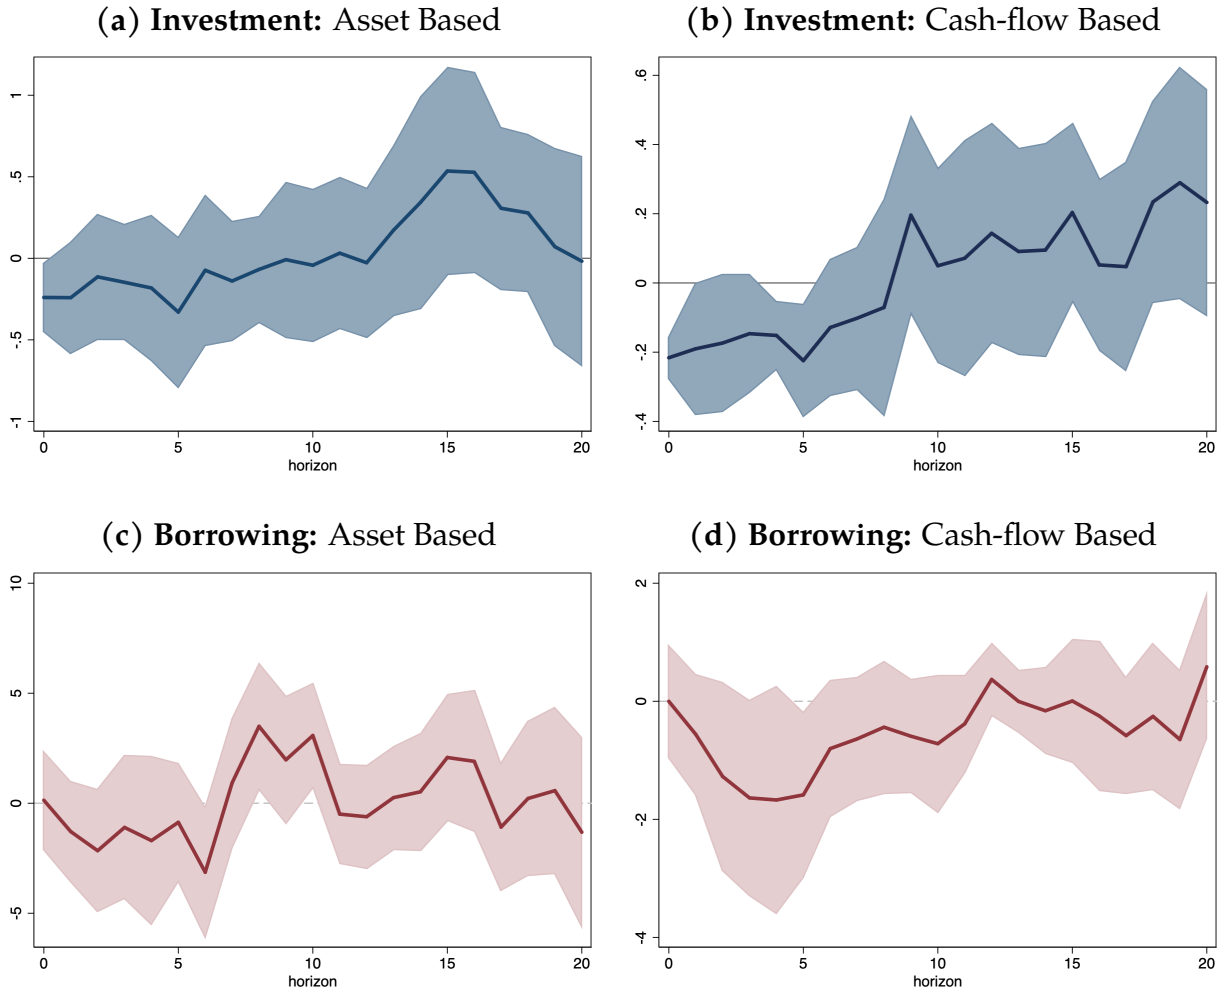 (a) Investment: Asset Based
1
.5
0
-.5
-1
0 5 10 15 20
horizon
(b) Investment: Cash-flow Based
.6
.4
.2
0
-.2
-.4
0 5 10 15 20
horizon
(c) Borrowing: Asset Based
10
5
0
-5
0 5 10 15 20
horizon
(d) Borrowing: Cash-flow Based
2
0
-2
-4
0 5 10 15 20
horizon